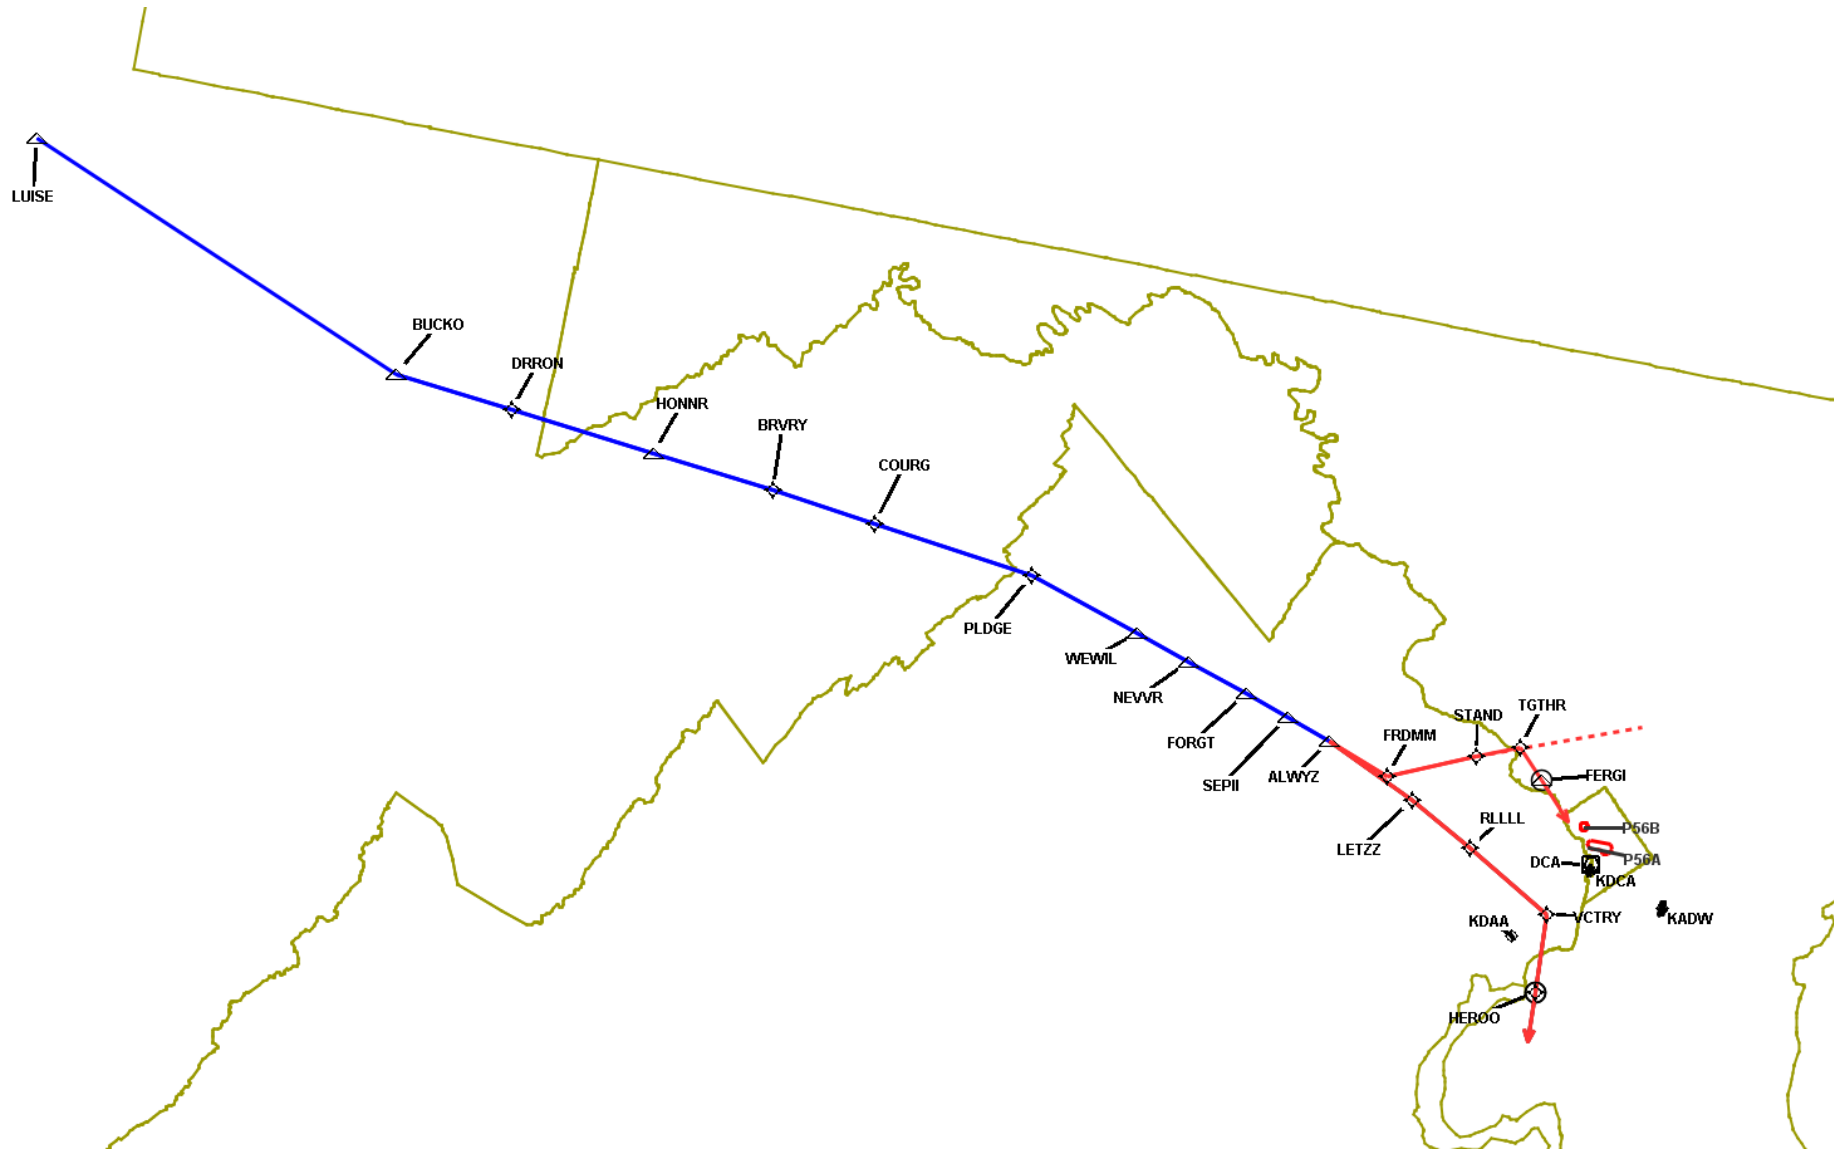 LUISE
BUCKO
DRRON
HONNR
BRVRY
COURG
PLDGE
WEWIL
NEVVR
FORGT
SEPII
ALWYZ
FRDMM
STAND
TGTHR
FERGI
LETZZ
RLLLL
P56B
P56A
DCA
KDCA
VCTRY
KDAA
KADW
HEROO